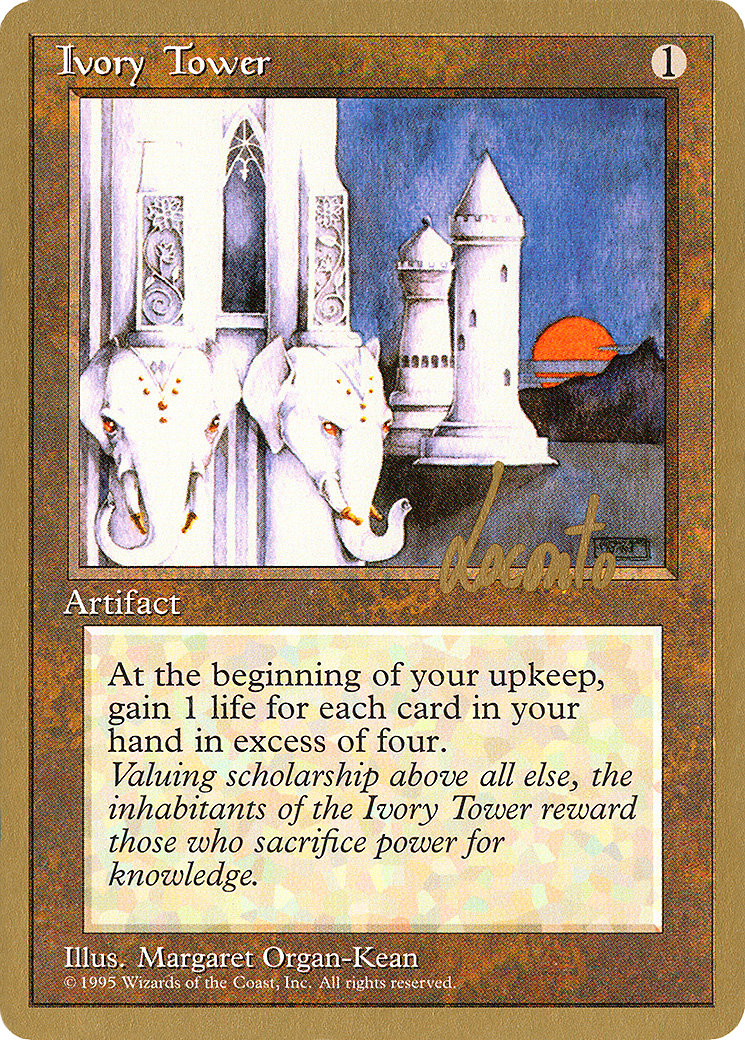 Ivory Tower 1
Loconto
Artifact
At the beginning of your upkeep,
gain 1 life for each card in your
hand in excess of four.
Valuing scholarship above all else, the
inhabitants of the Ivory Tower reward
those who sacrifice power for
knowledge.
Illus. Margaret Organ-Kean
© 1995 Wizards of the Coast, Inc. All rights reserved.